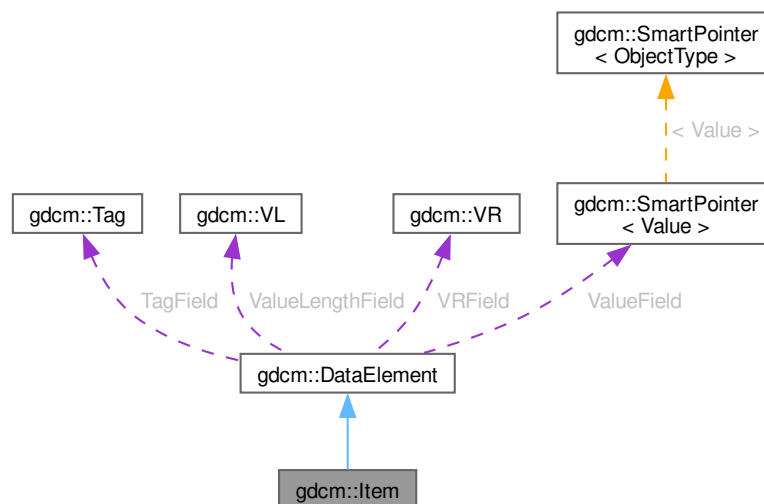 gdcm::SmartPointer
< ObjectType >
< Value >
gdcm::Tag
gdcm::VL
gdcm::VR
gdcm::SmartPointer
< Value >
TagField
ValueLengthField
VRField
ValueField
gdcm::DataElement
gdcm::Item